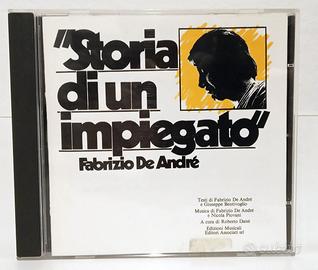 "Storia
di un
impiegato"
Fabrizio De André
Testi di Fabrizio De André
e Giuseppe Bentivoglio
Musica di Fabrizio De André
e Nicola Piovani
A cura di Roberto Dané
Edizioni Musicali
Editori Associati srl
subito